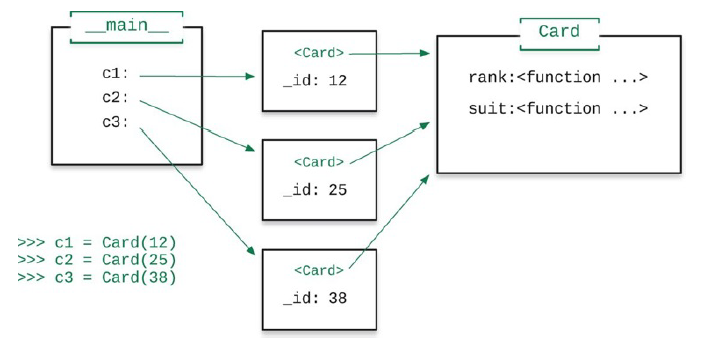 __main__
c1:
c2:
c3:
<Card>
_id: 12
<Card>
_id: 25
<Card>
_id: 38
Card
rank:<function ...>
suit:<function ...>
>>> c1 = Card(12)
>>> c2 = Card(25)
>>> c3 = Card(38)